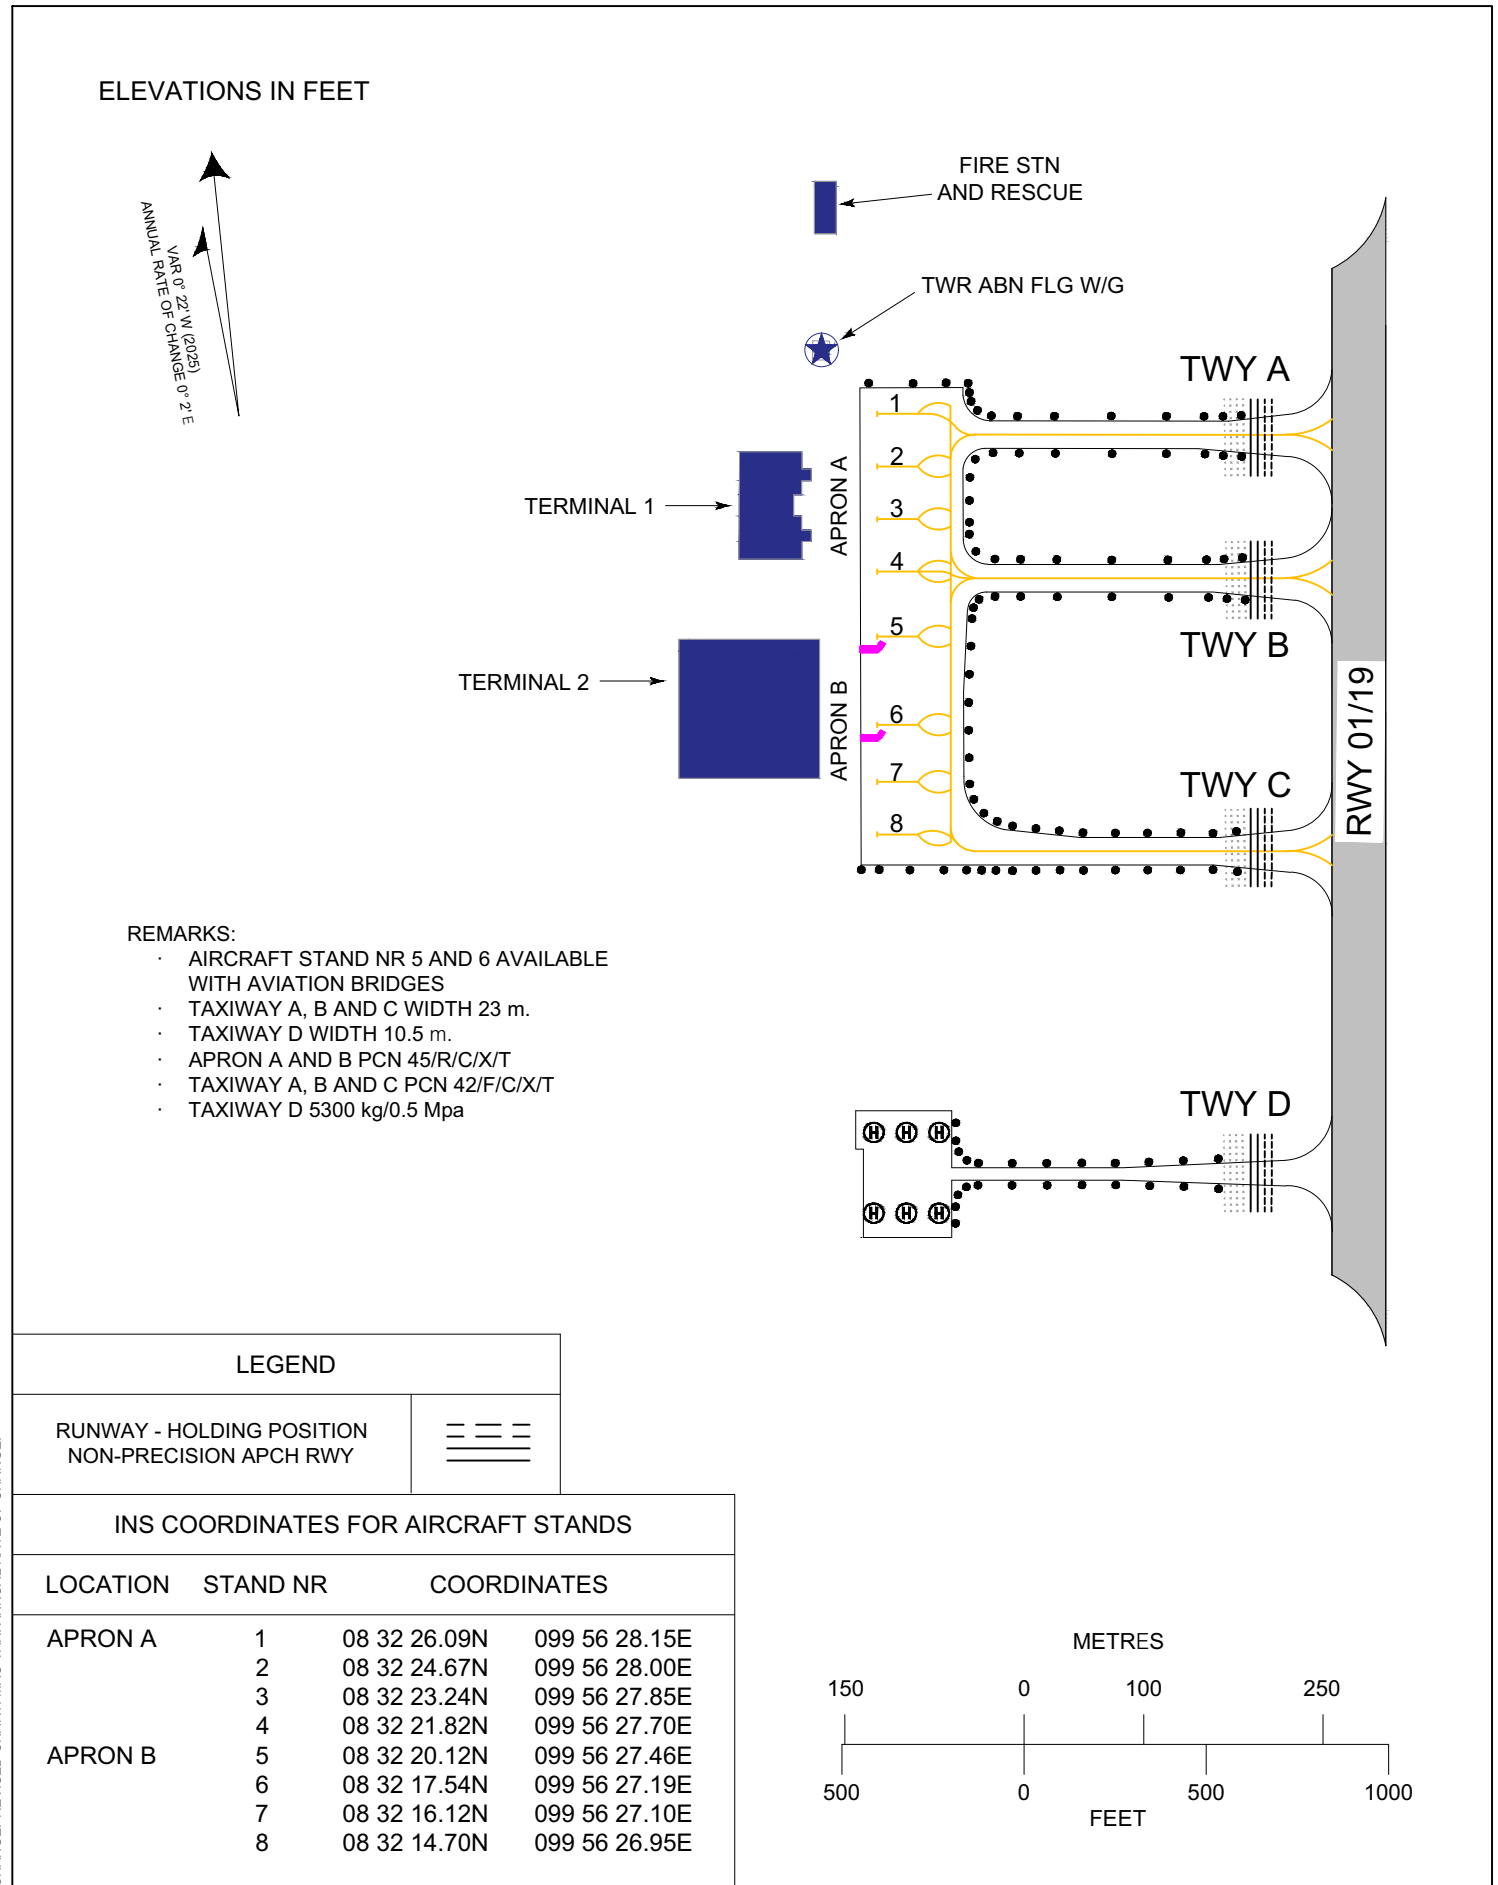 ELEVATIONS IN FEET
VAR 0° 22' W (2025)
ANNUAL RATE OF CHANGE 0° 2' E
FIRE STN
AND RESCUE
TWR ABN FLG W/G
TWY A
1
2
3
4
5
6
7
8
APRON A
APRON B
TERMINAL 1
TERMINAL 2
TWY B
TWY C
RWY 01/19
TWY D
H H H
H H H
REMARKS:
· AIRCRAFT STAND NR 5 AND 6 AVAILABLE
WITH AVIATION BRIDGES
· TAXIWAY A, B AND C WIDTH 23 m.
· TAXIWAY D WIDTH 10.5 m.
· APRON A AND B PCN 45/R/C/X/T
· TAXIWAY A, B AND C PCN 42/F/C/X/T
· TAXIWAY D 5300 kg/0.5 Mpa
LEGEND
RUNWAY - HOLDING POSITION
NON-PRECISION APCH RWY
INS COORDINATES FOR AIRCRAFT STANDS
LOCATION STAND NR COORDINATES
APRON A 1 08 32 26.09N 099 56 28.15E
2 08 32 24.67N 099 56 28.00E
3 08 32 23.24N 099 56 27.85E
4 08 32 21.82N 099 56 27.70E
APRON B 5 08 32 20.12N 099 56 27.46E
6 08 32 17.54N 099 56 27.19E
7 08 32 16.12N 099 56 27.10E
8 08 32 14.70N 099 56 26.95E
METRES
150 0 100 250
500 0 500 1000
FEET